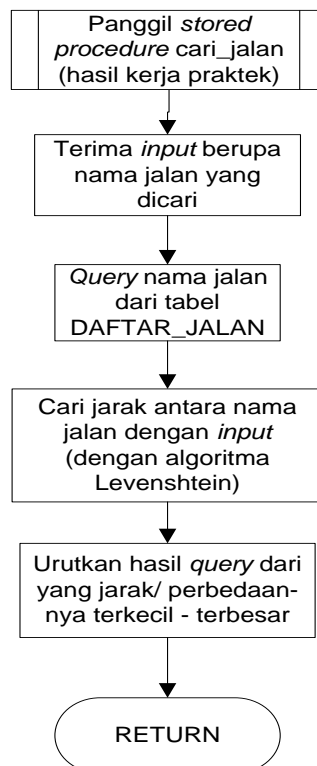 Panggil stored
procedure cari_jalan
(hasil kerja praktek)
Terima input berupa
nama jalan yang
dicari
Query nama jalan
dari tabel
DAFTAR_JALAN
Cari jarak antara nama
jalan dengan input
(dengan algoritma
Levenshtein)
Urutkan hasil query dari
yang jarak/ perbedaan-
nya terkecil - terbesar
RETURN